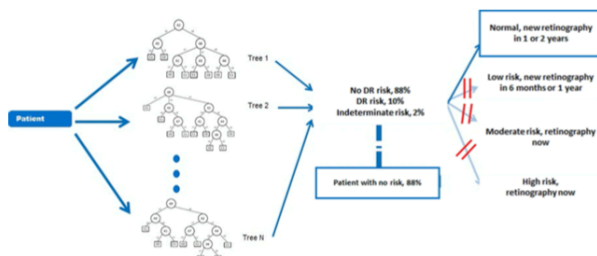 Patient
Tree 1
Tree 2
Tree N
No DR risk, 88%
DR risk, 10%
Indeterminate risk, 2%
Patient with no risk, 88%
Normal, new retinography
in 1 or 2 years
Low risk, new retinography
in 6 months or 1 year
Moderate risk, retinography
now
High risk,
retinography now